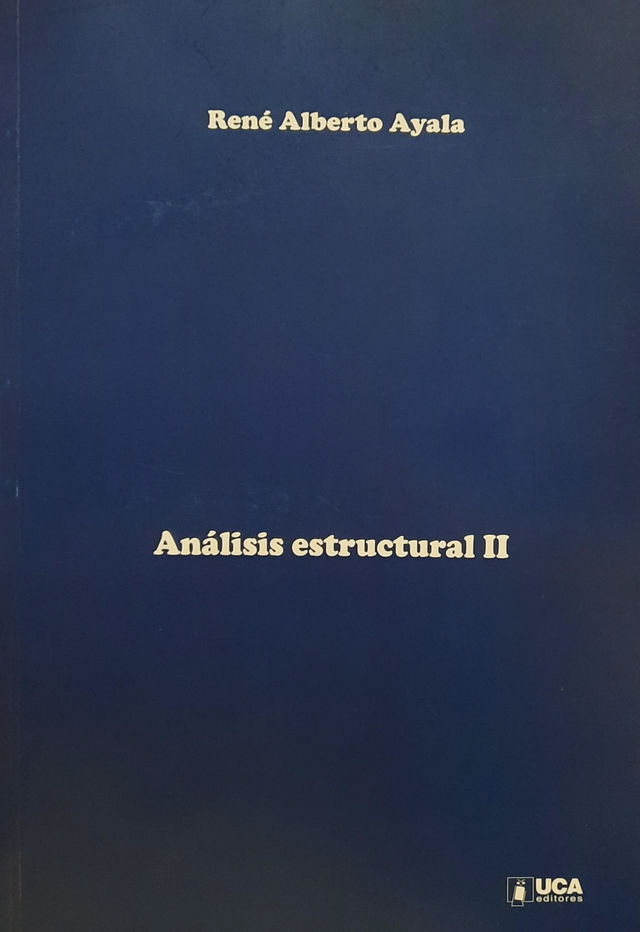 René Alberto Ayala
Análisis estructural II
UCA
editores